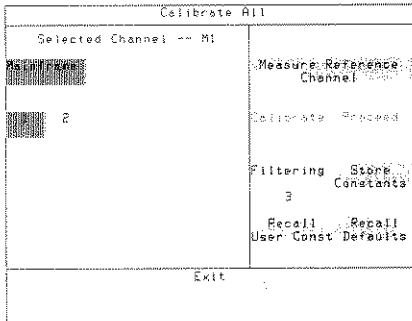 Calibrate All
Selected Channel -- M1
Mainframe
2
Measure Reference
Channel
Calibrate Proceed
Filtering Store
Constants
3
Recall Recall
User Const Defaults
Exit